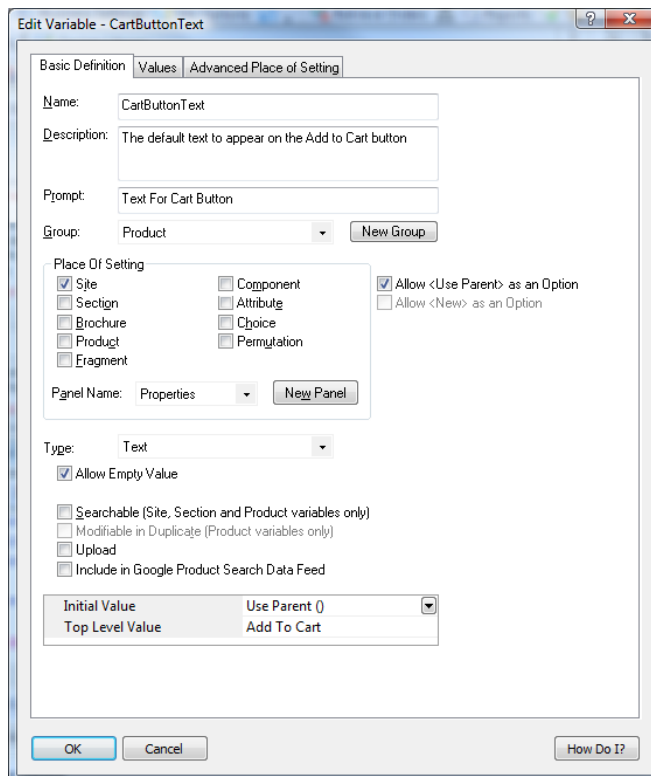 Edit Variable - CartButtonText
Basic Definition Values Advanced Place of Setting
Name: CartButtonText
Description: The default text to appear on the Add to Cart button
Prompt: Text For Cart Button
Group: Product New Group
Place Of Setting
Site Component Allow <Use Parent> as an Option
Section Attribute Allow <New> as an Option
Brochure Choice
Product Permutation
Fragment
Panel Name: Properties New Panel
Type: Text
Allow Empty Value
Searchable (Site, Section and Product variables only)
Modifiable in Duplicate (Product variables only)
Upload
Include in Google Product Search Data Feed
Initial Value Use Parent ()
Top Level Value Add To Cart
OK Cancel How Do I?